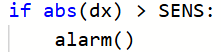 if abs(dx) > SENS:
    alarm()